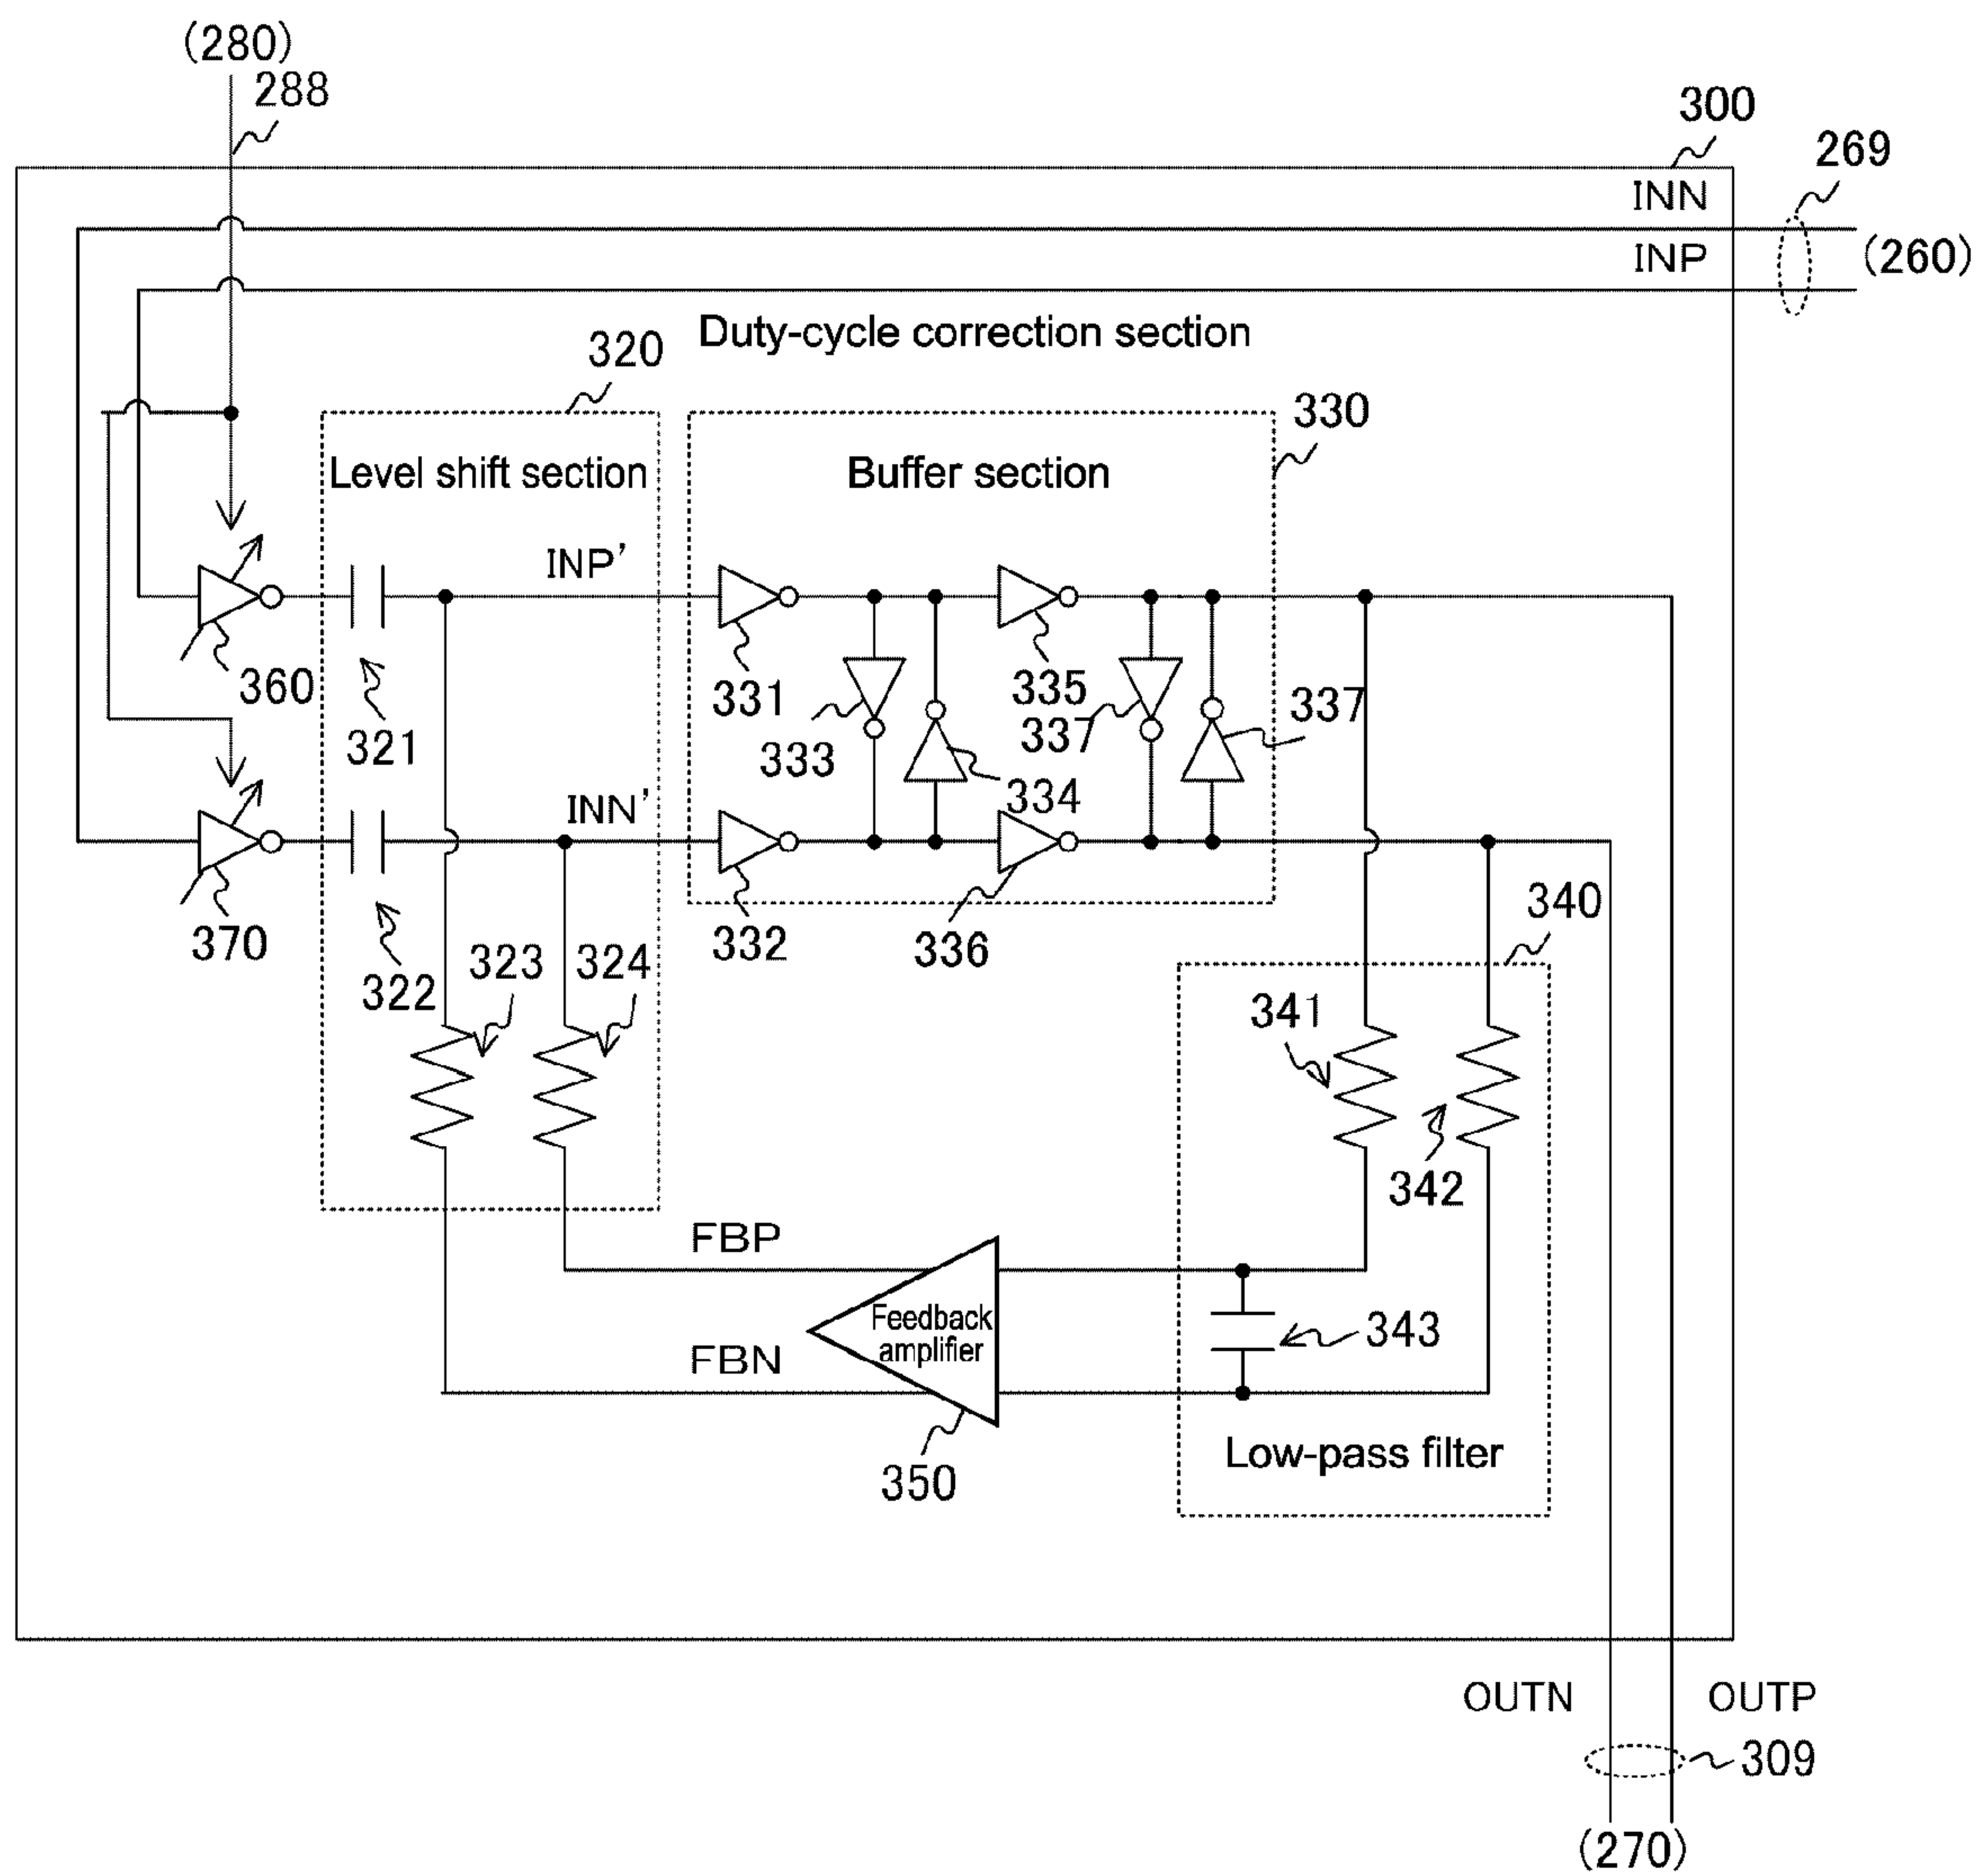 (280)
288
300
269
INN
INP
(260)
Duty-cycle correction section
320
330
Level shift section
Buffer section
INP'
360
321
331
333
335
337
337
334
INN'
370
322
323
324
332
336
340
341
342
FBP
Feedback
amplifier
343
FBN
350
Low-pass filter
OUTN
OUTP
309
(270)